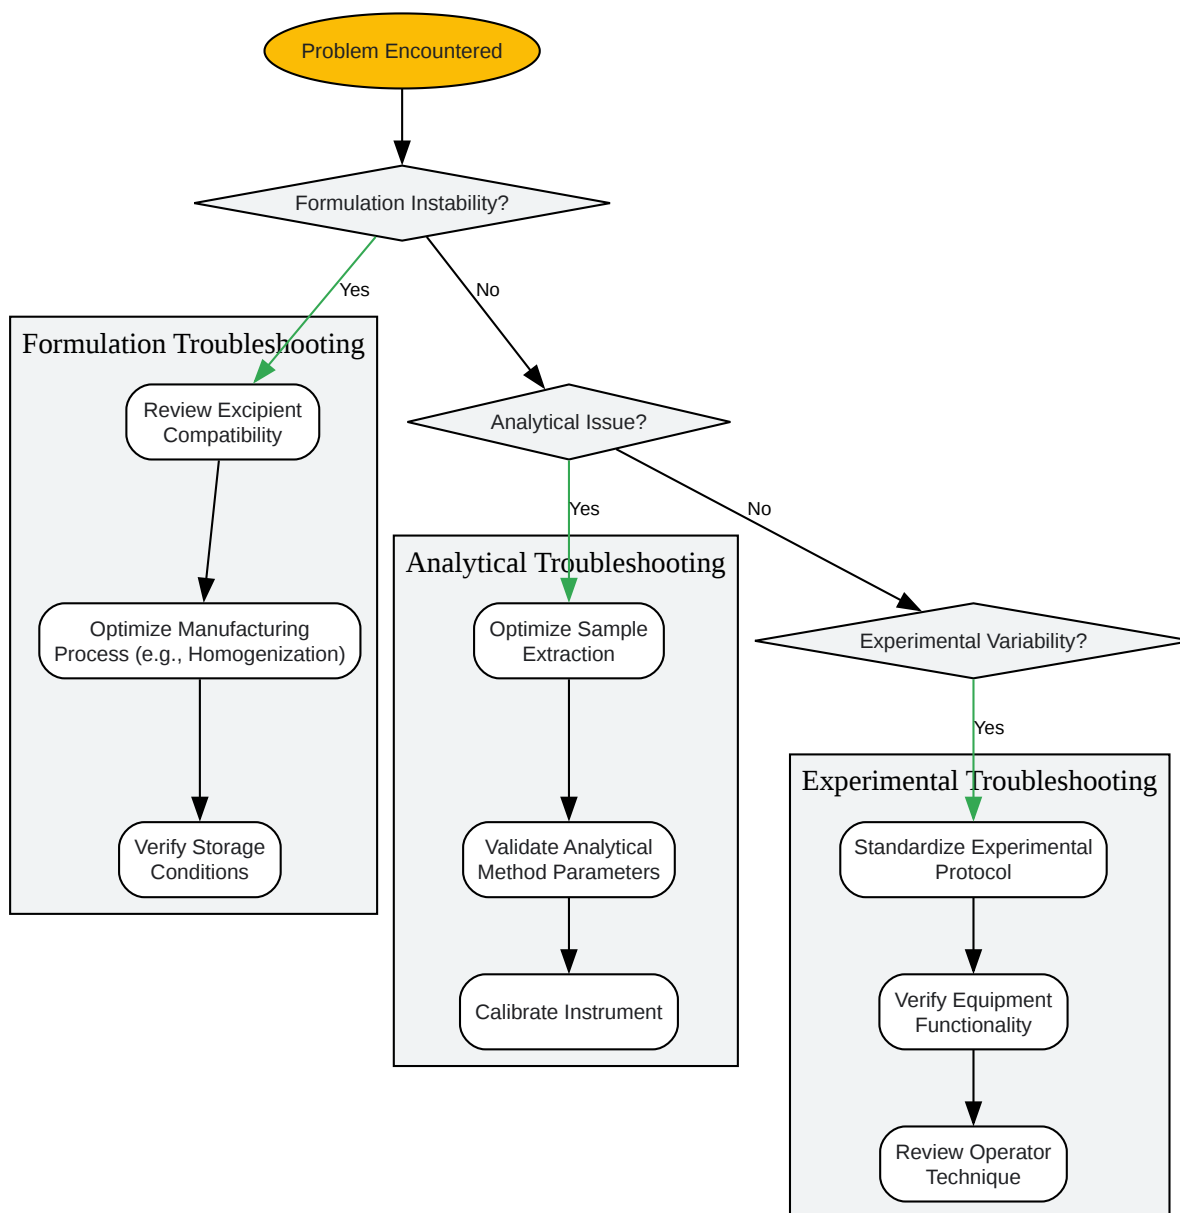 Problem Encountered
Formulation Instability?
Yes
No
Formulation Troubleshooting
Review Excipient
Compatibility
Optimize Manufacturing
Process (e.g., Homogenization)
Verify Storage
Conditions
Analytical Issue?
Yes
No
Analytical Troubleshooting
Optimize Sample
Extraction
Validate Analytical
Method Parameters
Calibrate Instrument
Experimental Variability?
Yes
Experimental Troubleshooting
Standardize Experimental
Protocol
Verify Equipment
Functionality
Review Operator
Technique